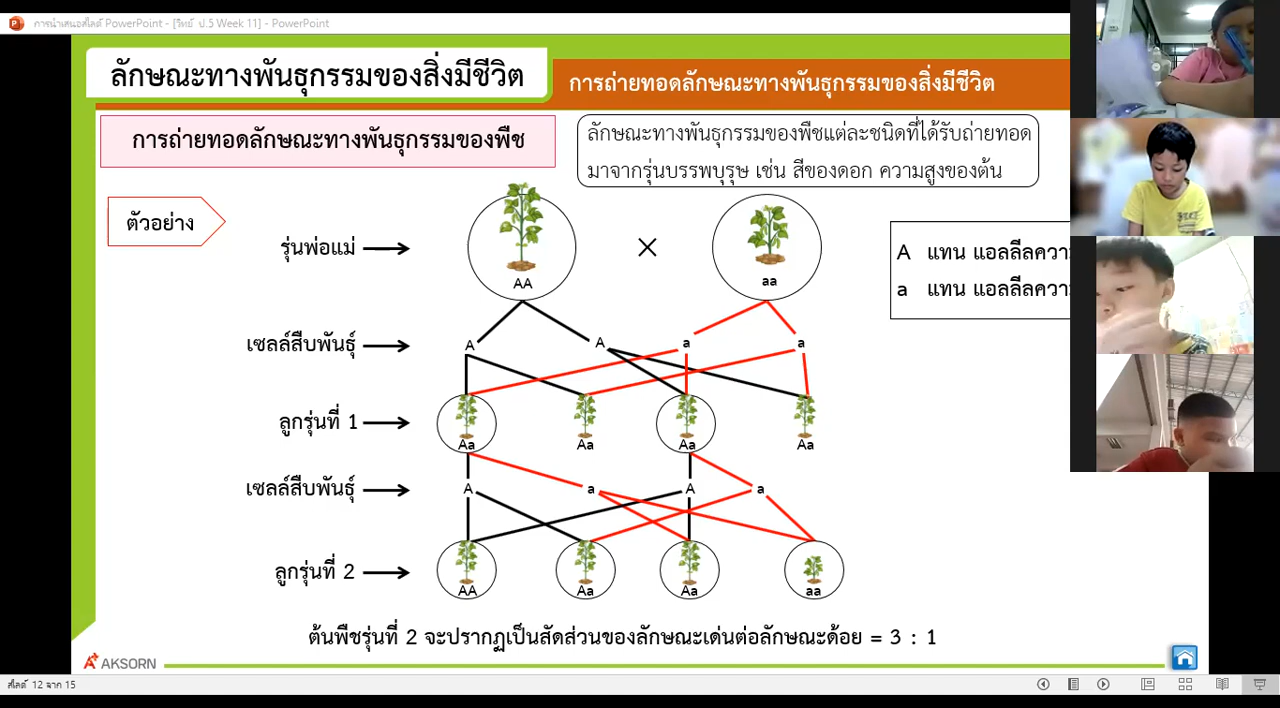 การนำเสนอสไลด์ PowerPoint - [วิทย์ ป.5 Week 11] - PowerPoint
ลักษณะทางพันธุกรรมของสิ่งมีชีวิต
การถ่ายทอดลักษณะทางพันธุกรรมของสิ่งมีชีวิต
การถ่ายทอดลักษณะทางพันธุกรรมของพืช
ลักษณะทางพันธุกรรมของพืชแต่ละชนิดที่ได้รับถ่ายทอด
มาจากรุ่นบรรพบุรุษ เช่น สีของดอก ความสูงของต้น
ตัวอย่าง
รุ่นพ่อแม่
AA
×
aa
A แทน แอลลีล
a แทน แอลลีล
เซลล์สืบพันธุ์
A A a a
ลูกรุ่นที่ 1
Aa Aa Aa Aa
เซลล์สืบพันธุ์
A a A a
ลูกรุ่นที่ 2
AA Aa Aa aa
ต้นพืชรุ่นที่ 2 จะปรากฏเป็นสัดส่วนของลักษณะเด่นต่อลักษณะด้อย = 3 : 1
AKSORN
สไลด์ 12 จาก 15